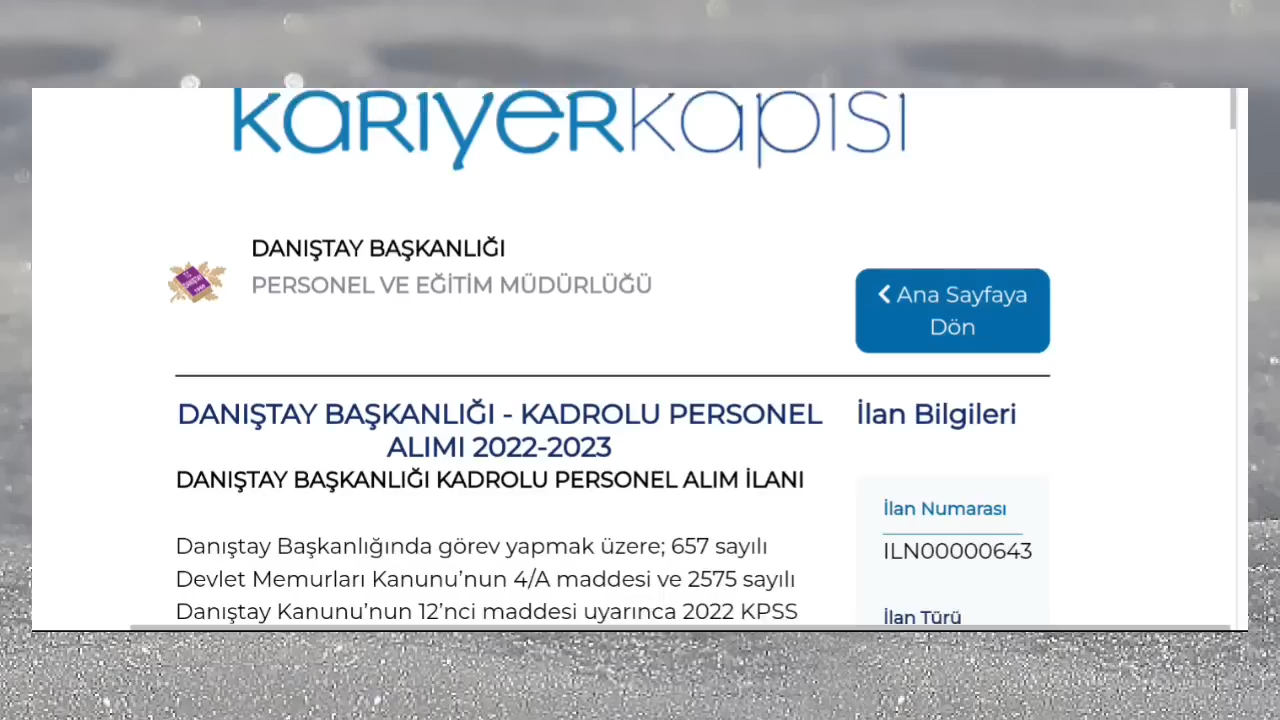 kariyerkapısı
DANIŞTAY BAŞKANLIĞI
PERSONEL VE EĞİTİM MÜDÜRLÜĞÜ
Ana Sayfaya
Dön
DANIŞTAY BAŞKANLIĞI - KADROLU PERSONEL
ALIMI 2022-2023
DANIŞTAY BAŞKANLIĞI KADROLU PERSONEL ALIM İLANI
Danıştay Başkanlığında görev yapmak üzere; 657 sayılı
Devlet Memurları Kanunu’nun 4/A maddesi ve 2575 sayılı
Danıştay Kanunu’nun 12’nci maddesi uyarınca 2022 KPSS
İlan Bilgileri
İlan Numarası
ILN00000643
İlan Türü